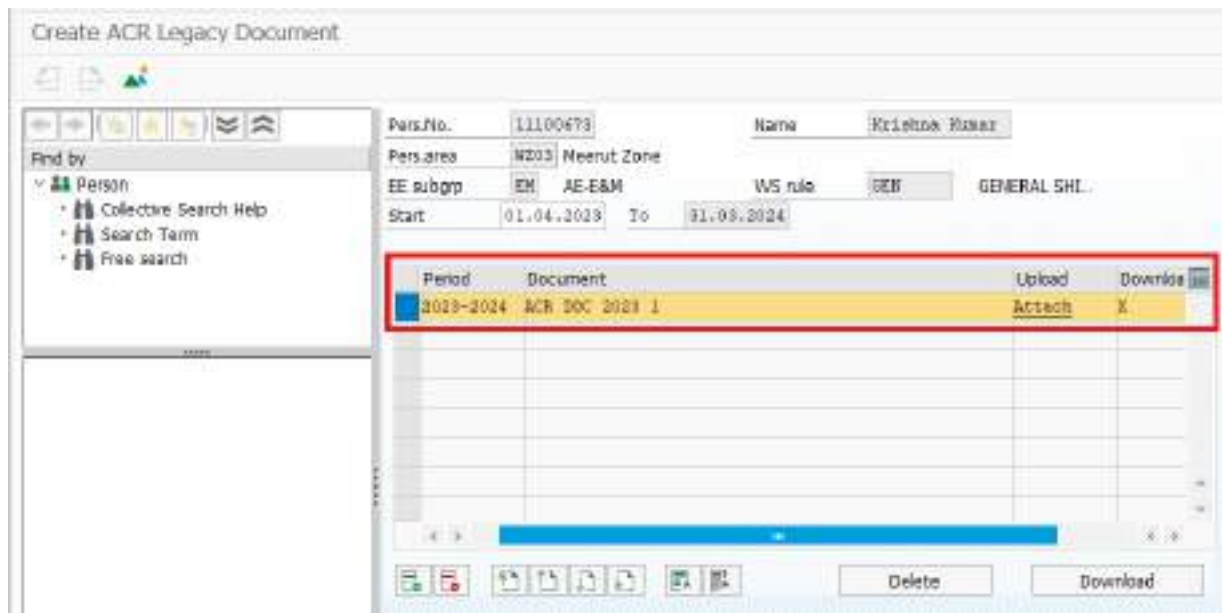 Create ACR Legacy Document
Find by
Person
Collective Search Help
Search Term
Free search
Pers.No. 11100673 Name Krishna Kumar
Pers.area WZ03 Meerut Zone
EE subgrp EM AE-E&M WS rule GEN GENERAL SHI..
Start 01.04.2023 To 31.03.2024
Period Document Upload Downloa
2023-2024 ACR DOC 2023 1 Attach X
Delete Download